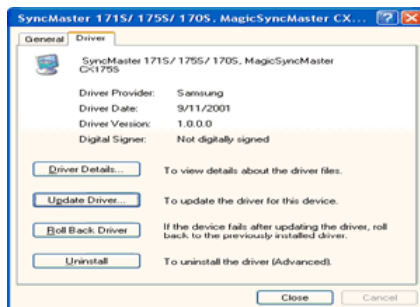 SyncMaster 171S/ 175S/ 170S, MagicSyncMaster CX...
General
Driver
SyncMaster 171S/ 175S/ 170S, MagicSyncMaster
CX175S
Driver Provider: Samsung
Driver Date: 9/11/2001
Driver Version: 1.0.0.0
Digital Signer: Not digitally signed
Driver Details... To view details about the driver files.
Update Driver... To update the driver for this device.
Roll Back Driver If the device fails after updating the driver, roll
back to the previously installed driver.
Uninstall To uninstall the driver (Advanced).
Close Cancel